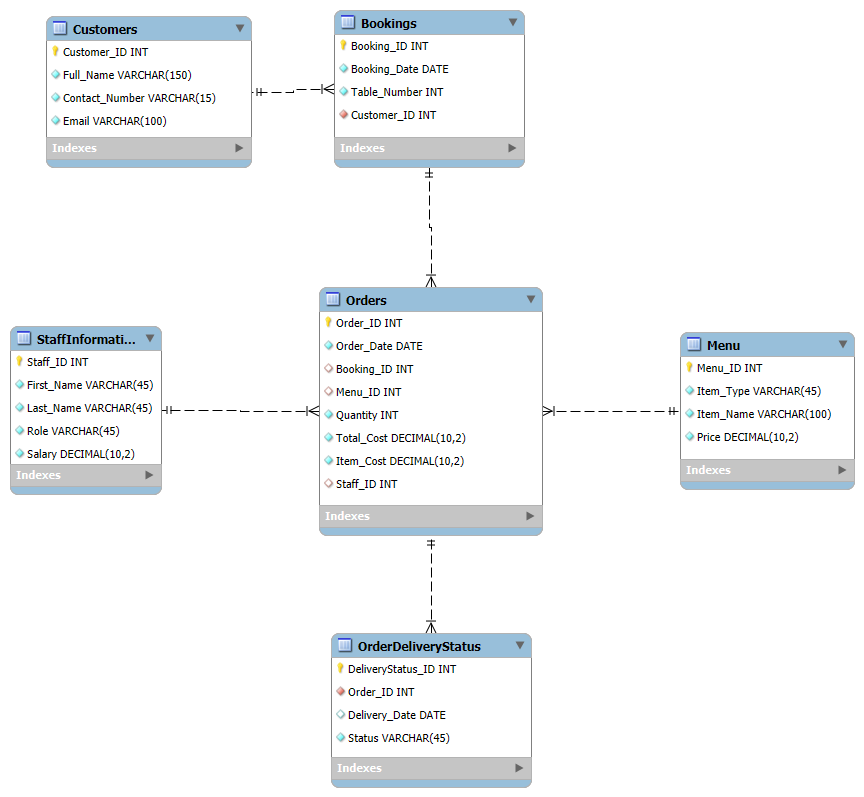 Customers
Customer_ID INT
Full_Name VARCHAR(150)
Contact_Number VARCHAR(15)
Email VARCHAR(100)
Indexes
Bookings
Booking_ID INT
Booking_Date DATE
Table_Number INT
Customer_ID INT
Indexes
Orders
Order_ID INT
Order_Date DATE
Booking_ID INT
Menu_ID INT
Quantity INT
Total_Cost DECIMAL(10,2)
Item_Cost DECIMAL(10,2)
Staff_ID INT
Indexes
StaffInformati...
Staff_ID INT
First_Name VARCHAR(45)
Last_Name VARCHAR(45)
Role VARCHAR(45)
Salary DECIMAL(10,2)
Indexes
Menu
Menu_ID INT
Item_Type VARCHAR(45)
Item_Name VARCHAR(100)
Price DECIMAL(10,2)
Indexes
OrderDeliveryStatus
DeliveryStatus_ID INT
Order_ID INT
Delivery_Date DATE
Status VARCHAR(45)
Indexes